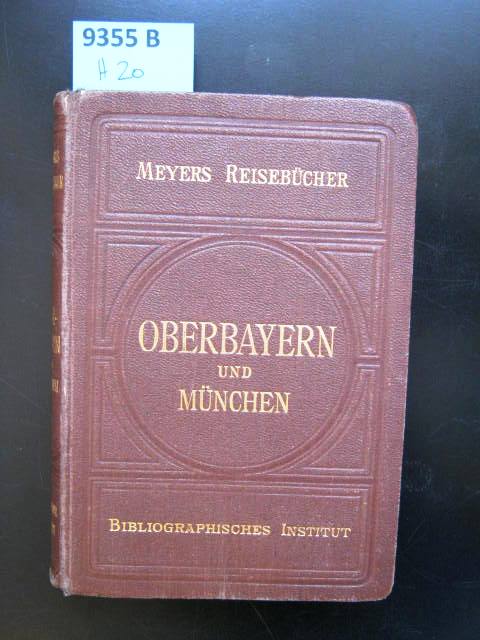 9355 B
H 20
MEYERS REISEBÜCHER
OBERBAYERN
UND
MÜNCHEN
BIBLIOGRAPHISCHES INSTITUT